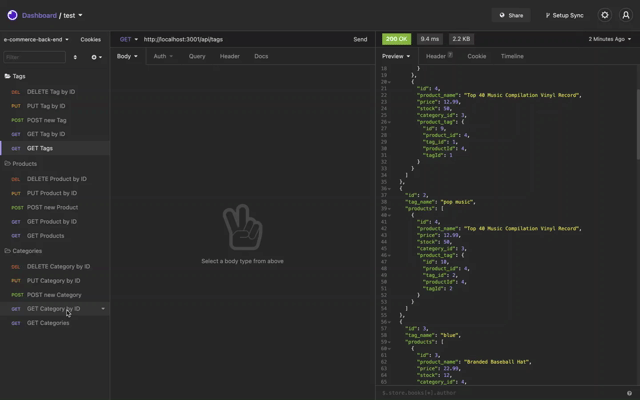 Dashboard / test
Share
Setup Sync
e-commerce-back-end
Cookies
GET
http://localhost:3001/api/tags
Send
200 OK
9.4 ms
2.2 KB
2 Minutes Ago
Filter
Body
Auth
Query
Header
Docs
Preview
Header
Cookie
Timeline
Tags
DEL DELETE Tag by ID
PUT PUT Tag by ID
POST POST new Tag
GET GET Tag by ID
GET GET Tags
Products
DEL DELETE Product by ID
PUT PUT Product by ID
POST POST new Product
GET GET Product by ID
GET GET Products
Categories
DEL DELETE Category by ID
PUT PUT Category by ID
POST POST new Category
GET GET Category by ID
GET GET Categories
Select a body type from above
18 }
19 },
20 {
21 "id": 4,
22 "product_name": "Top 40 Music Compilation Vinyl Record",
23 "price": 12.99,
24 "stock": 50,
25 "category_id": 3,
26 "product_tag": {
27 "id": 9,
28 "product_id": 4,
29 "tag_id": 1,
30 "productId": 4,
31 "tagId": 1
32 }
33 }
34 ]
35 },
36 {
37 "id": 2,
38 "tag_name": "pop music",
39 "products": [
40 {
41 "id": 4,
42 "product_name": "Top 40 Music Compilation Vinyl Record",
43 "price": 12.99,
44 "stock": 50,
45 "category_id": 3,
46 "product_tag": {
47 "id": 10,
48 "product_id": 4,
49 "tag_id": 2,
50 "productId": 4,
51 "tagId": 2
52 }
53 }
54 ]
55 },
56 {
57 "id": 3,
58 "tag_name": "blue",
59 "products": [
60 {
61 "id": 3,
62 "product_name": "Branded Baseball Hat",
63 "price": 22.99,
64 "stock": 12,
65 "category_id": 4,
$.store.books[*].author